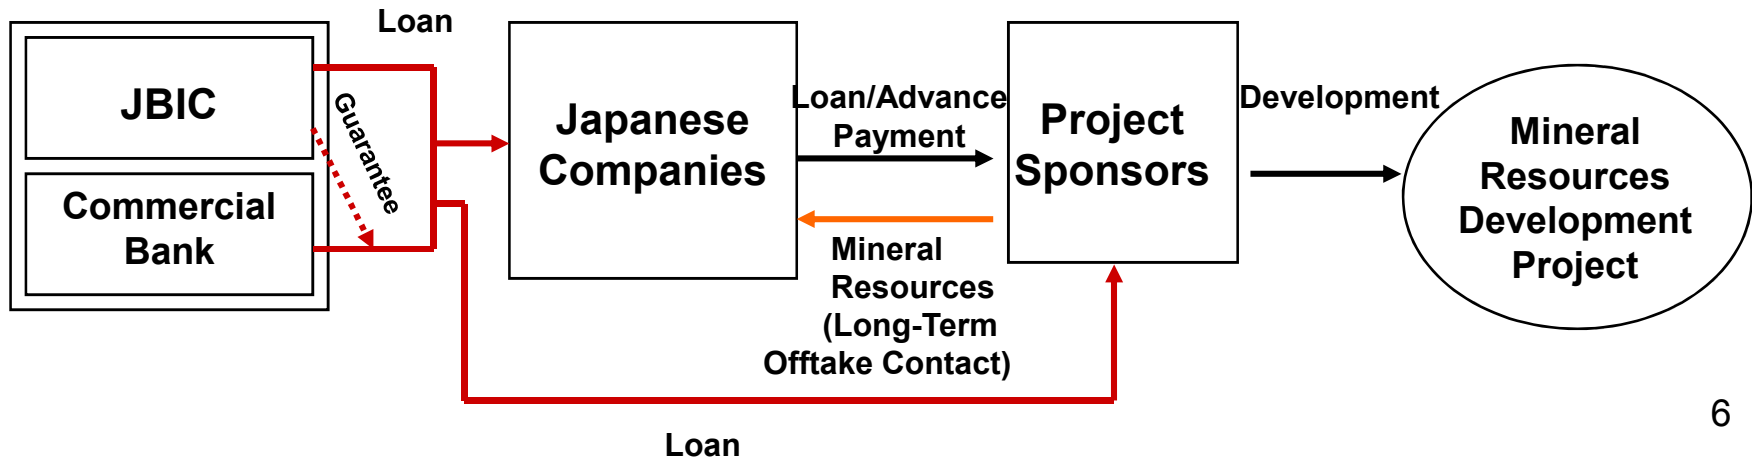 Loan
JBIC
Guarantee
Commercial
Bank
Japanese
Companies
Loan/Advance
Payment
Mineral
Resources
(Long-Term
Offtake Contact)
Project
Sponsors
Development
Mineral
Resources
Development
Project
Loan
6